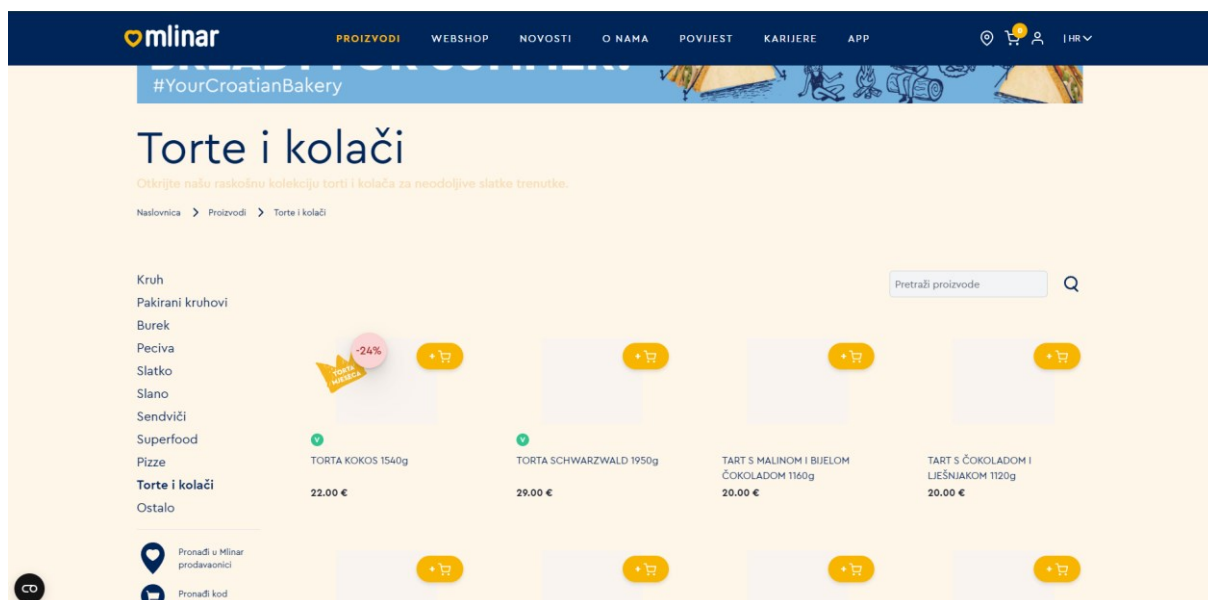 mlinar
PROIZVODI WEBSHOP NOVOSTI O NAMA POVIJEST KARIJERE APP
0
| HR
#YourCroatianBakery
Torte i kolači
Otkrijte našu raskošnu kolekciju torti i kolača za neodoljive slatke trenutke.
Naslovnica > Proizvodi > Torte i kolači
Kruh
Pakirani kruhovi
Burek
Peciva
Slatko
Slano
Sendviči
Superfood
Pizze
Torte i kolači
Ostalo
Pronađi u Mlinar
prodavaonici
Pronađi kod
Pretraži proizvode
-24%
TORTA
MJESECA
+
+
+
+
V
TORTA KOKOS 1540g
22.00 €
V
TORTA SCHWARZWALD 1950g
29.00 €
TART S MALINOM I BIJELOM
ČOKOLADOM 1160g
20.00 €
TART S ČOKOLADOM I
LJEŠNJAKOM 1120g
20.00 €
+
+
+
+